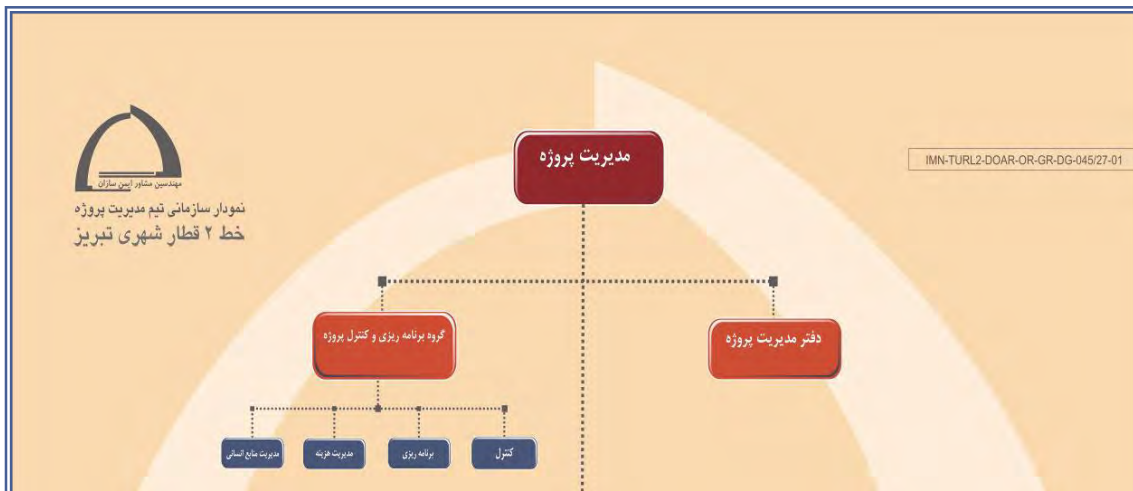 مدیریت پروژه
IMN-TURL2-DOAR-OR-GR-DG-045/27-01
مهندسین مشاور ایمن سازان
نمودار سازمانی تیم مدیریت پروژه
خط ۲ قطار شهری تبریز
دفتر مدیریت پروژه
گروه برنامه ریزی و کنترل پروژه
کنترل
برنامه ریزی
مدیریت هزینه
مدیریت منابع انسانی